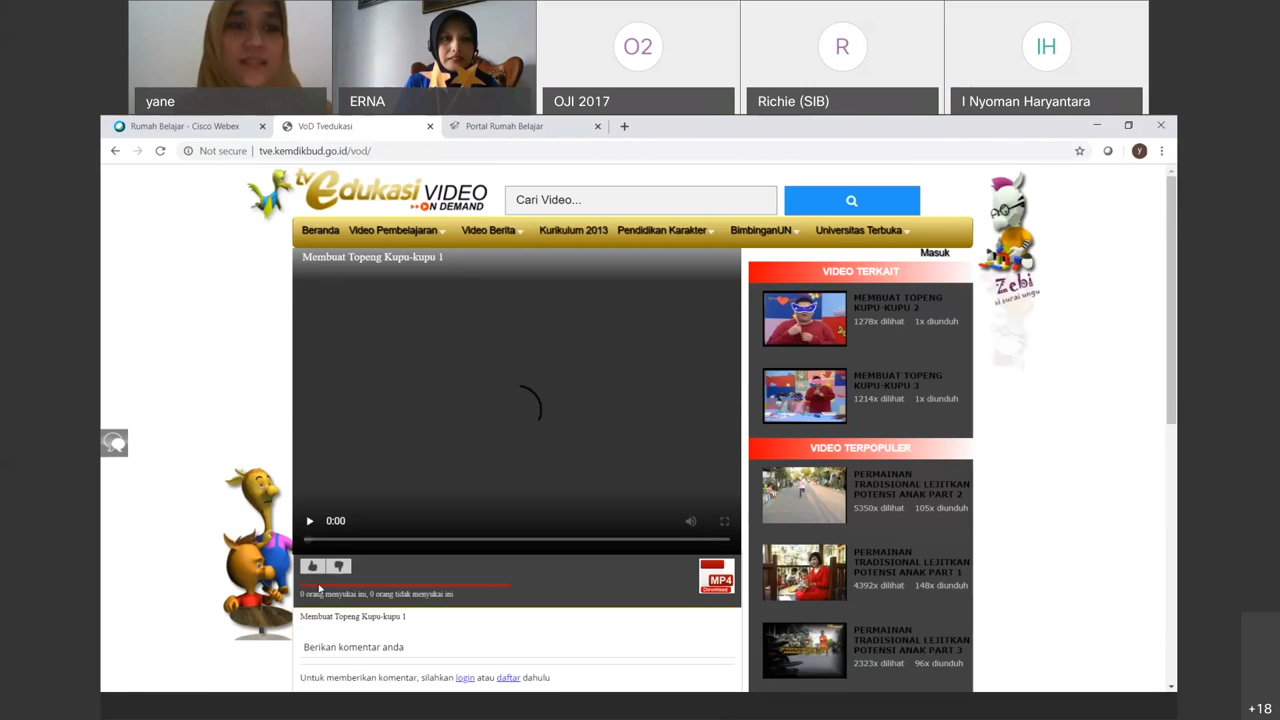 O2
R
IH
yane
ERNA
OJI 2017
Richie (SIB)
I Nyoman Haryantara
Rumah Belajar - Cisco Webex
VoD Tvedukasi
Portal Rumah Belajar
Not secure
tve.kemdikbud.go.id/vod/
y
tv Edukasi VIDEO
ON DEMAND
Cari Video...
Beranda
Video Pembelajaran
Video Berita
Kurikulum 2013
Pendidikan Karakter
BimbinganUN
Universitas Terbuka
Masuk
Zebi
si surai ungu
Membuat Topeng Kupu-kupu 1
0:00
MP4
Download
0 orang menyukai ini, 0 orang tidak menyukai ini
Membuat Topeng Kupu-kupu 1
Berikan komentar anda
Untuk memberikan komentar, silahkan login atau daftar dahulu
VIDEO TERKAIT
MEMBUAT TOPENG
KUPU-KUPU 2
1278x dilihat 1x diunduh
MEMBUAT TOPENG
KUPU-KUPU 3
1214x dilihat 1x diunduh
VIDEO TERPOPULER
PERMAINAN
TRADISIONAL LEJITKAN
POTENSI ANAK PART 2
5350x dilihat 105x diunduh
PERMAINAN
TRADISIONAL LEJITKAN
POTENSI ANAK PART 1
4392x dilihat 148x diunduh
PERMAINAN
TRADISIONAL LEJITKAN
POTENSI ANAK PART 3
2323x dilihat 96x diunduh
+18